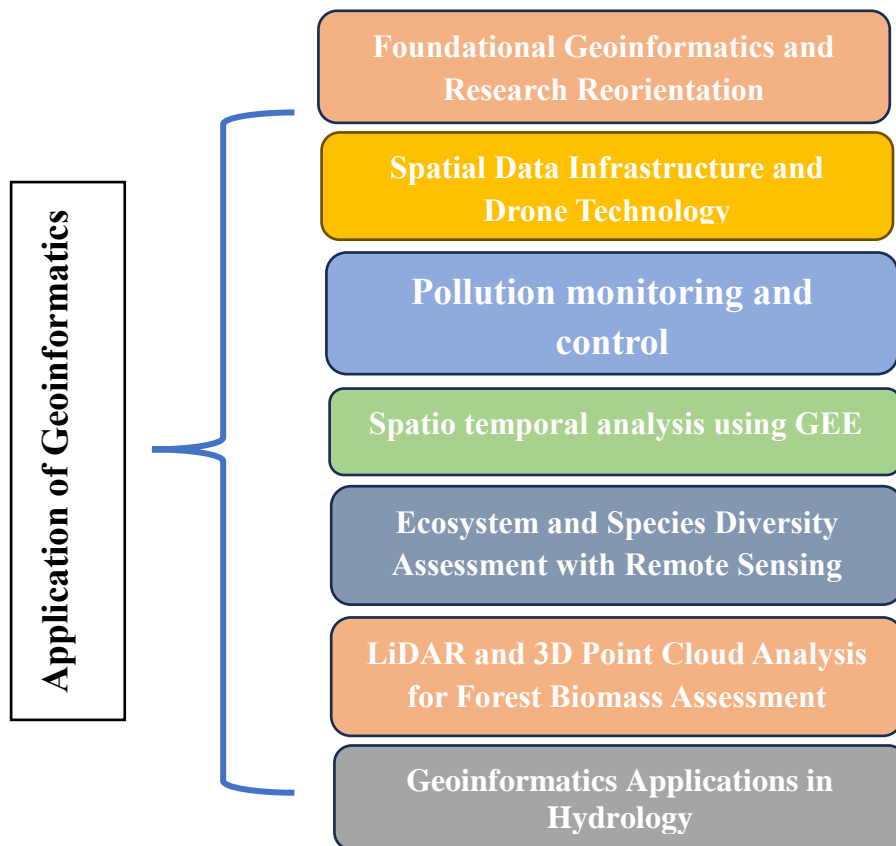 Application of Geoinformatics
Foundational Geoinformatics and
Research Reorientation
Spatial Data Infrastructure and
Drone Technology
Pollution monitoring and
control
Spatio temporal analysis using GEE
Ecosystem and Species Diversity
Assessment with Remote Sensing
LiDAR and 3D Point Cloud Analysis
for Forest Biomass Assessment
Geoinformatics Applications in
Hydrology